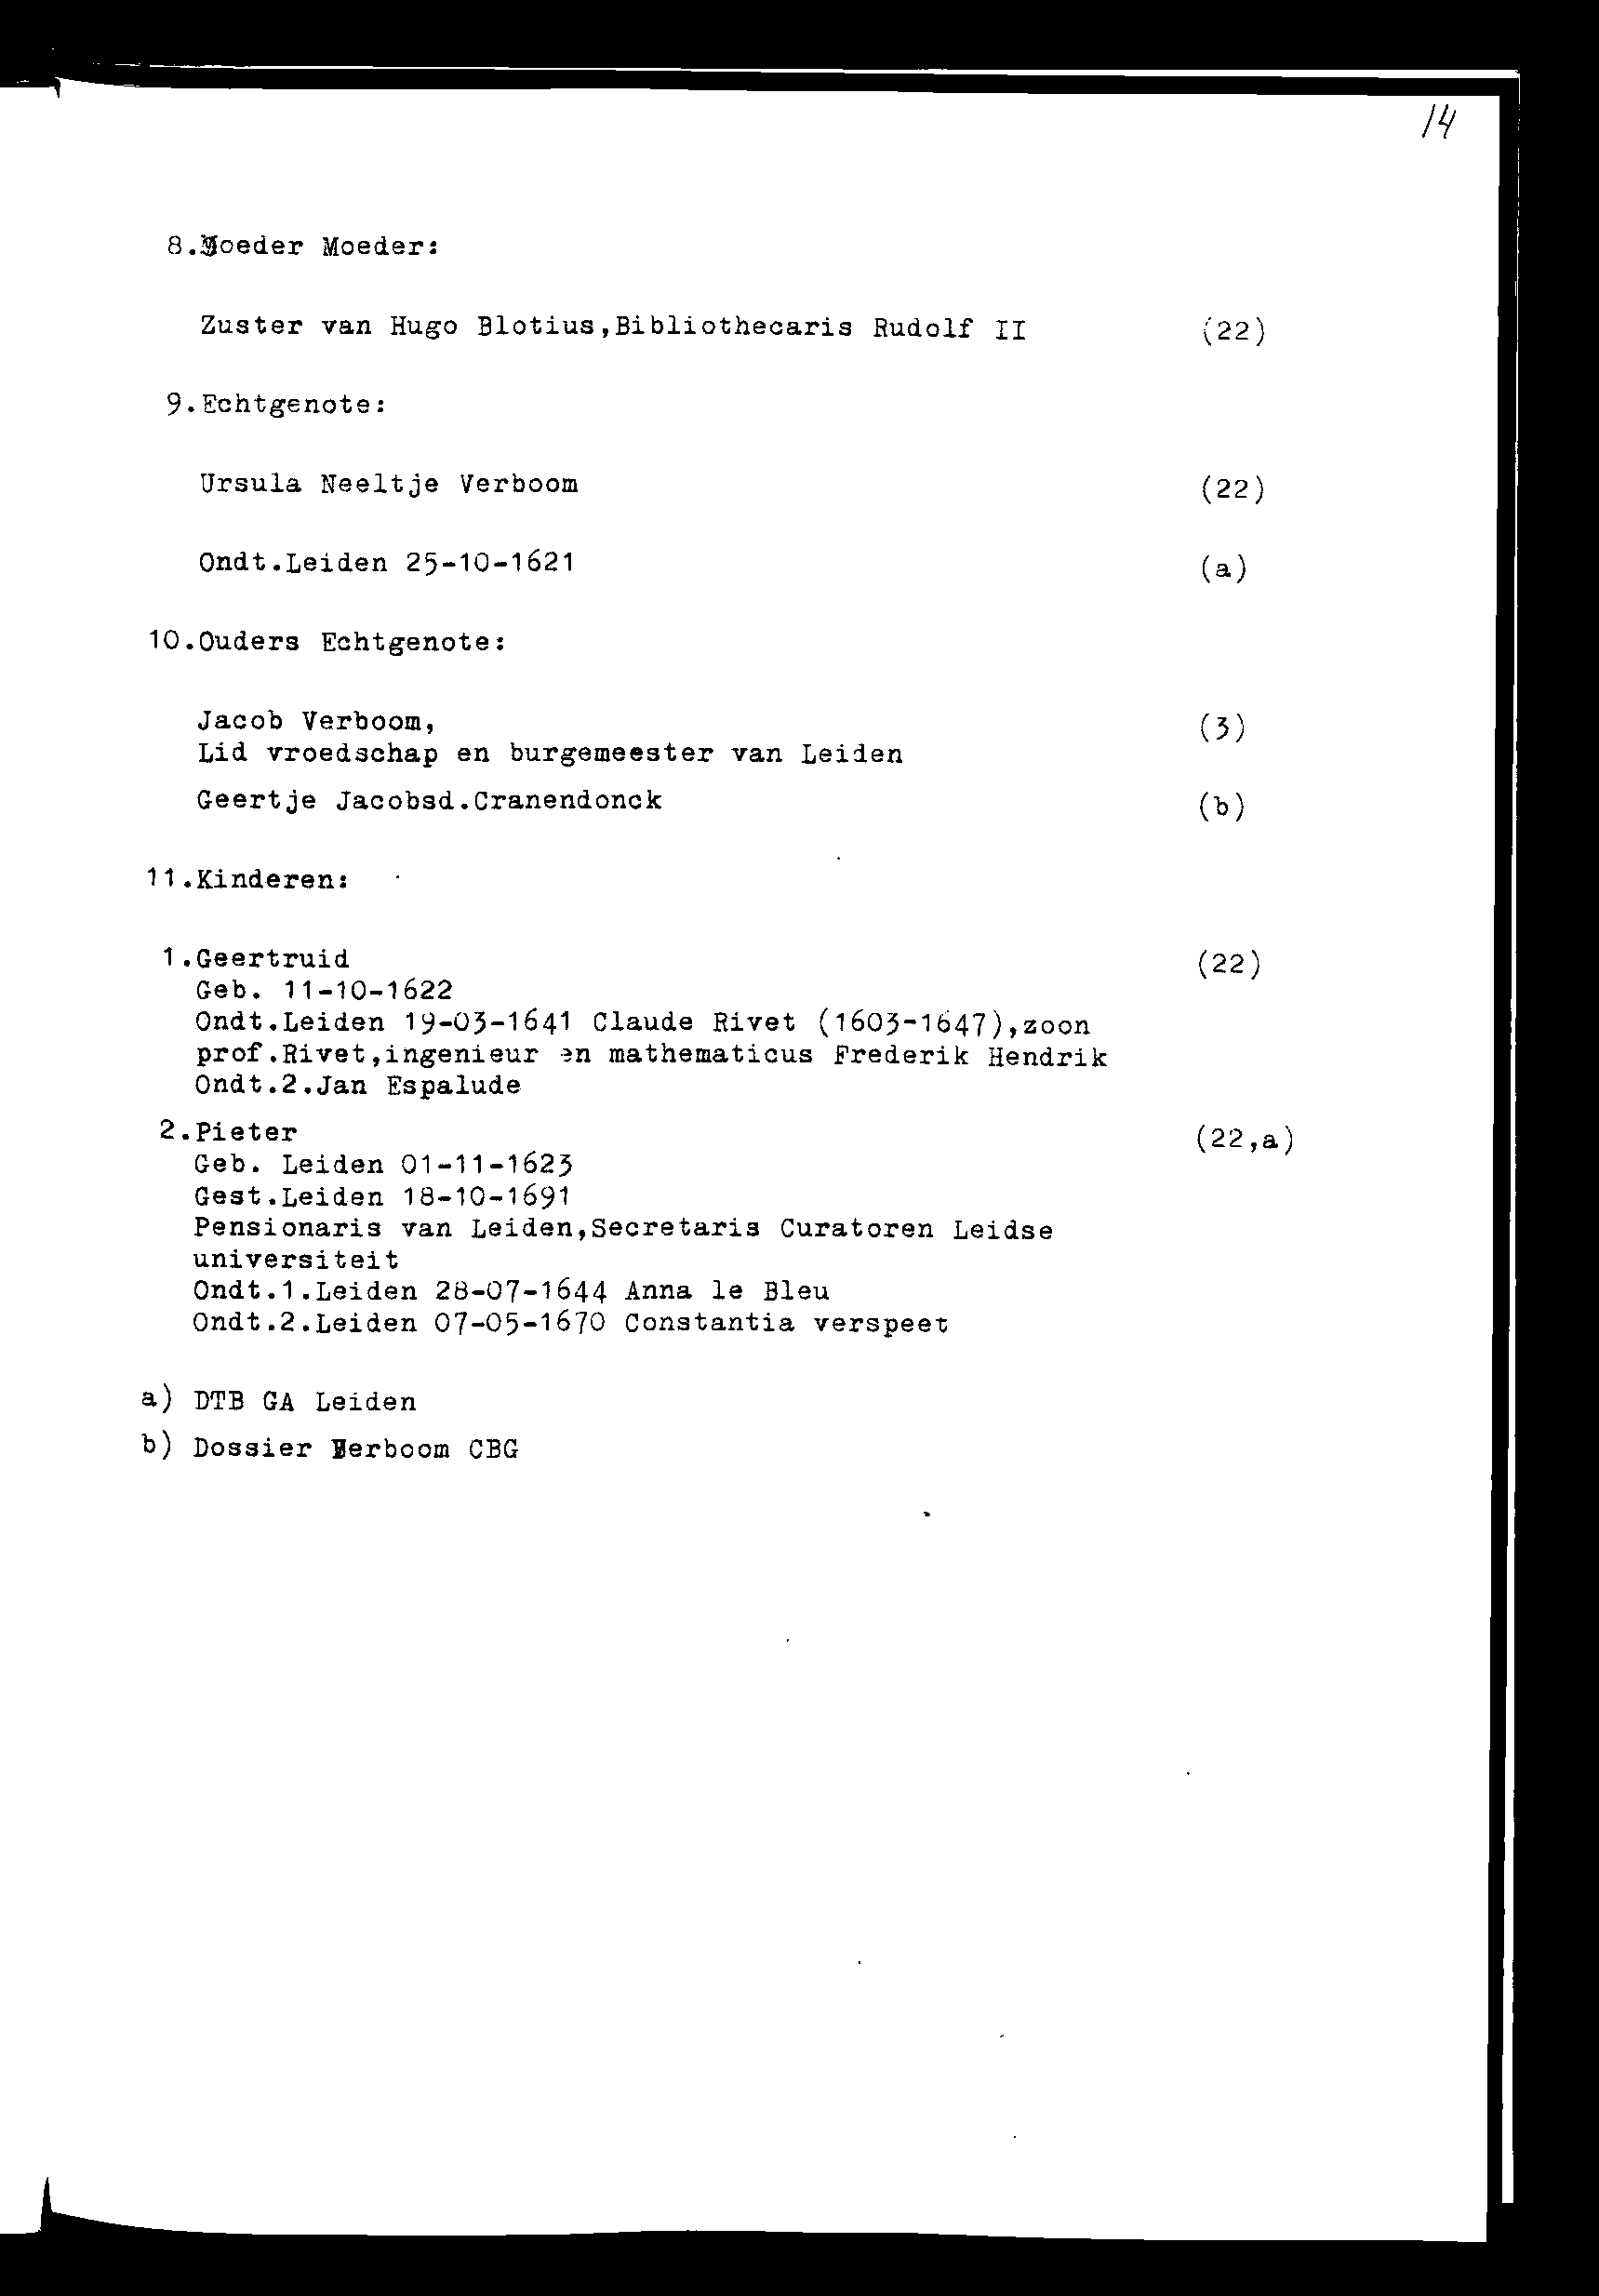 14
8.Moeder Moeder:
Zuster van Hugo Blotius,Bibliothecaris Rudolf II (22)
9.Echtgenote:
Ursula Neeltje Verboom (22)
Ondt.Leiden 25-10-1621 (a)
10.Ouders Echtgenote:
Jacob Verboom, (3)
Lid vroedschap en burgemeester van Leiden
Geertje Jacobsd.Cranendonck (b)
11.Kinderen:
1.Geertruid (22)
Geb. 11-10-1622
Ondt.Leiden 19-03-1641 Claude Rivet (1603-1647),zoon
prof.Rivet,ingenieur en mathematicus Frederik Hendrik
Ondt.2.Jan Espalude
2.Pieter (22,a)
Geb. Leiden 01-11-1623
Gest.Leiden 18-10-1691
Pensionaris van Leiden,Secretaris Curatoren Leidse
universiteit
Ondt.1.Leiden 28-07-1644 Anna le Bleu
Ondt.2.Leiden 07-05-1670 Constantia verspeet
a) DTB GA Leiden
b) Dossier Verboom CBG